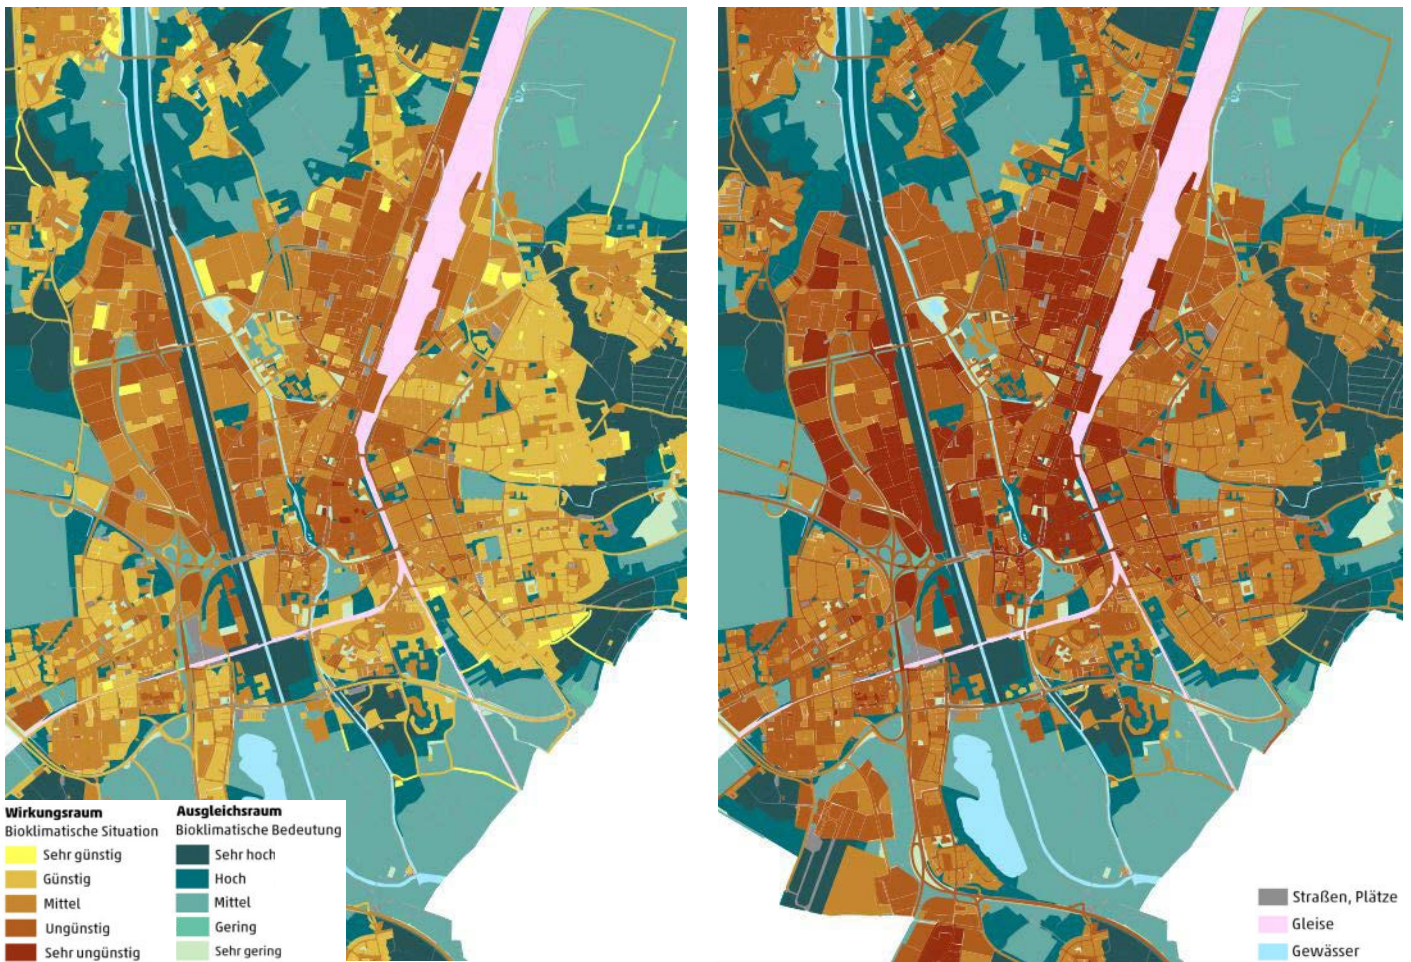 Wirkungsraum
Bioklimatische Situation
Sehr günstig
Günstig
Mittel
Ungünstig
Sehr ungünstig
Ausgleichsraum
Bioklimatische Bedeutung
Sehr hoch
Hoch
Mittel
Gering
Sehr gering
Straßen, Plätze
Gleise
Gewässer